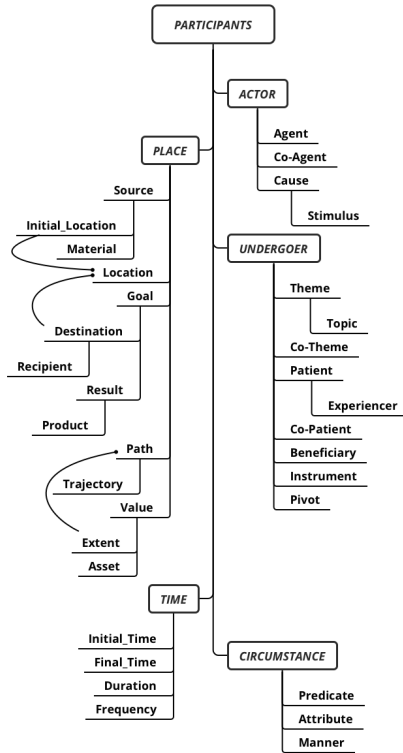 PARTICIPANTS
ACTOR
Agent
Co-Agent
Cause
Stimulus
PLACE
Source
Initial_Location
Material
Location
Goal
Destination
Recipient
Result
Product
Path
Trajectory
Value
Extent
Asset
UNDERGOER
Theme
Topic
Co-Theme
Patient
Experiencer
Co-Patient
Beneficiary
Instrument
Pivot
TIME
Initial_Time
Final_Time
Duration
Frequency
CIRCUMSTANCE
Predicate
Attribute
Manner